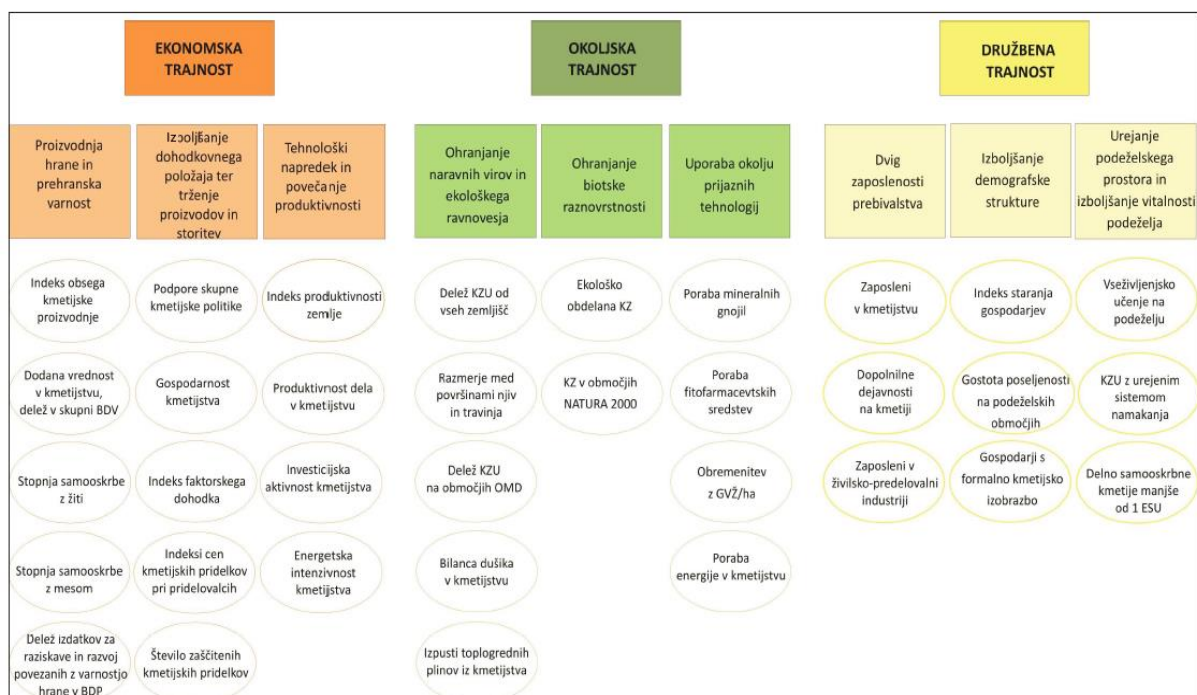 EKONOMSKA
TRAJNOST
OKOLJSKA
TRAJNOST
DRUŽBENA
TRAJNOST
Proizvodnja
hrane in
prehranska
varnost
Izboljšanje
dohodkovnega
položaja ter
trženje
proizvodov in
storitev
Tehnološki
napredek in
povečanje
produktivnosti
Ohranjanje
naravnih virov in
ekološkega
ravnovesja
Ohranjanje
biotske
raznovrstnosti
Uporaba okolju
prijaznih
tehnologij
Dvig
zaposlenosti
prebivalstva
Izboljšanje
demografske
strukture
Urejanje
podeželskega
prostora in
izboljšanje vitalnosti
podeželja
Indeks obsega
kmetijske
proizvodnje
Podpore skupne
kmetijske politike
Indeks produktivnosti
zemlje
Delež KZU od
vseh zemljišč
Ekološko
obdelana KZ
Poraba mineralnih
gnojil
Zaposleni
v kmetijstvu
Indeks staranja
gospodarjev
Vseživljenjsko
učenje na
podeželju
Dodana vrednost
v kmetijstvu,
delež v skupni BDV
Gospodarnost
kmetijstva
Produktivnost dela
v kmetijstvu
Razmerje med
površinami njiv
in travinja
KZ v območjih
NATURA 2000
Poraba
fitofarmacevtskih
sredstev
Dopolnilne
dejavnosti
na kmetiji
Gostota poseljenosti
na podeželskih
območjih
KZU z urejenim
sistemom
namakanja
Stopnja samooskrbe
z žiti
Indeks faktorskega
dohodka
Investicijska
aktivnost kmetijstva
Delež KZU
na območjih OMD
Obremenitev
z GVŽ/ha
Zaposleni v
živilsko-predelovalni
industriji
Gospodarji s
formalno kmetijsko
izobrazbo
Delno samooskrbne
kmetije manjše
od 1 ESU
Stopnja samooskrbe
z mesom
Indeksi cen
kmetijskih pridelkov
pri pridelovalcih
Energetska
intenzivnost
kmetijstva
Bilanca dušika
v kmetijstvu
Poraba
energije v kmetijstvu
Delež izdatkov za
raziskave in razvoj
povezanih z varnostjo
hrane v BDP
Število zaščitenih
kmetijskih pridelkov
Izpusti toplogrednih
plinov iz kmetijstva